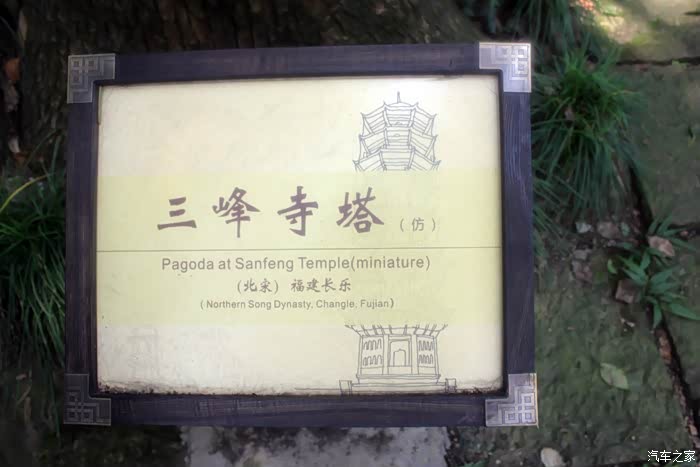 三峰寺塔（仿）
Pagoda at Sanfeng Temple(miniature)
（北宋） 福建长乐
( Northern Song Dynasty, Changle, Fujian )
汽车之家